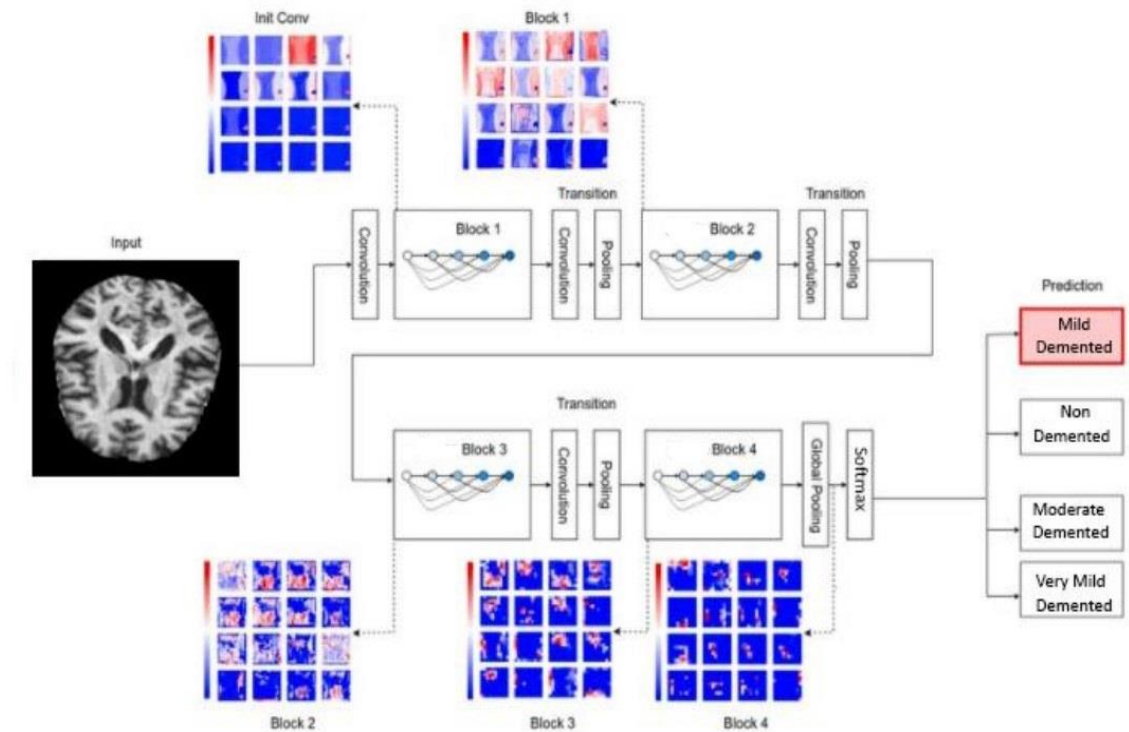 Init Conv
Block 1
Transition
Transition
Input
Convolution
Block 1
Convolution
Pooling
Block 2
Convolution
Pooling
Prediction
Mild
Demented
Non
Demented
Moderate
Demented
Very Mild
Demented
Transition
Block 3
Convolution
Pooling
Block 4
Global Pooling
Softmax
Block 2
Block 3
Block 4